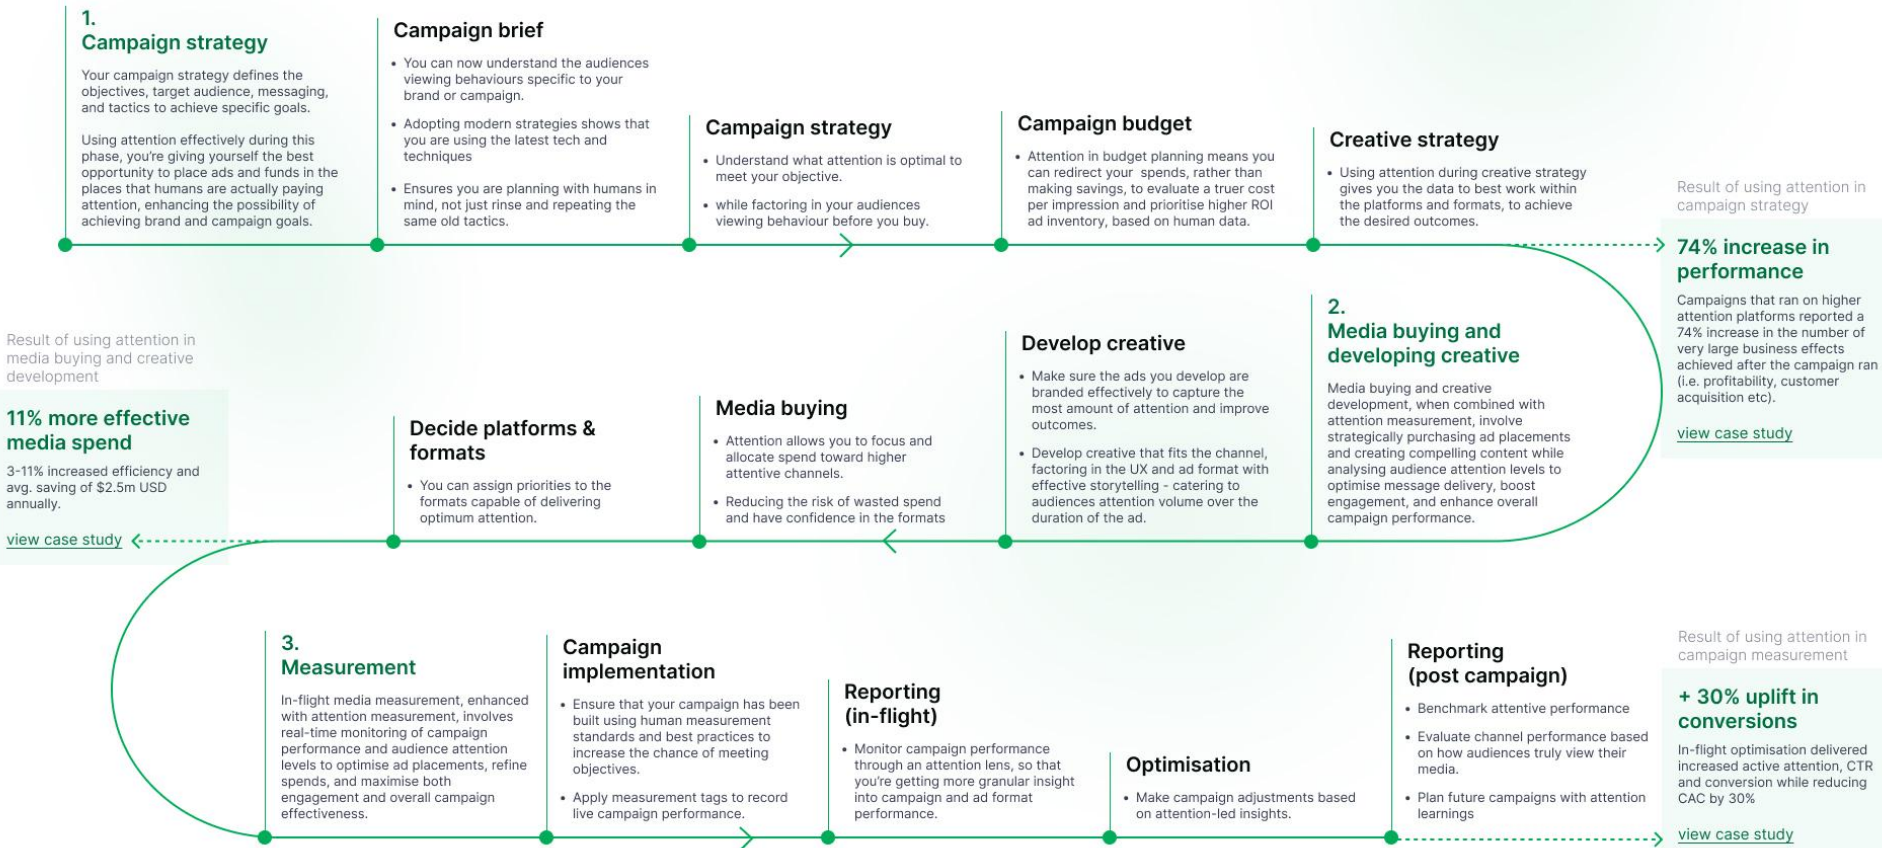 1.
Campaign strategy
Your campaign strategy defines the
objectives, target audience, messaging,
and tactics to achieve specific goals.
Using attention effectively during this
phase, you're giving yourself the best
opportunity to place ads and funds in the
places that humans are actually paying
attention, enhancing the possibility of
achieving brand and campaign goals.
Campaign brief
• You can now understand the audiences
viewing behaviours specific to your
brand or campaign.
• Adopting modern strategies shows that
you are using the latest tech and
techniques
• Ensures you are planning with humans in
mind, not just rinse and repeating the
same old tactics.
Campaign strategy
• Understand what attention is optimal to
meet your objective.
• while factoring in your audiences
viewing behaviour before you buy.
Campaign budget
• Attention in budget planning means you
can redirect your spends, rather than
making savings, to evaluate a truer cost
per impression and prioritise higher ROI
ad inventory, based on human data.
Creative strategy
• Using attention during creative strategy
gives you the data to best work within
the platforms and formats, to achieve
the desired outcomes.
Result of using attention in
campaign strategy
74% increase in
performance
Campaigns that ran on higher
attention platforms reported a
74% increase in the number of
very large business effects
achieved after the campaign ran
(i.e. profitability, customer
acquisition etc).
view case study
2.
Media buying and
developing creative
Media buying and creative
development, when combined with
attention measurement, involve
strategically purchasing ad placements
and creating compelling content while
analysing audience attention levels to
optimise message delivery, boost
engagement, and enhance overall
campaign performance.
Develop creative
• Make sure the ads you develop are
branded effectively to capture the
most amount of attention and improve
outcomes.
• Develop creative that fits the channel,
factoring in the UX and ad format with
effective storytelling - catering to
audiences attention volume over the
duration of the ad.
Media buying
• Attention allows you to focus and
allocate spend toward higher
attentive channels.
• Reducing the risk of wasted spend
and have confidence in the formats
Decide platforms &
formats
• You can assign priorities to the
formats capable of delivering
optimum attention.
Result of using attention in
media buying and creative
development
11% more effective
media spend
3-11% increased efficiency and
avg. saving of $2.5m USD
annually.
view case study
3.
Measurement
In-flight media measurement, enhanced
with attention measurement, involves
real-time monitoring of campaign
performance and audience attention
levels to optimise ad placements, refine
spends, and maximise both
engagement and overall campaign
effectiveness.
Campaign
implementation
• Ensure that your campaign has been
built using human measurement
standards and best practices to
increase the chance of meeting
objectives.
• Apply measurement tags to record
live campaign performance.
Reporting
(in-flight)
• Monitor campaign performance
through an attention lens, so that
you're getting more granular insight
into campaign and ad format
performance.
Optimisation
• Make campaign adjustments based
on attention-led insights.
Reporting
(post campaign)
• Benchmark attentive performance
• Evaluate channel performance based
on how audiences truly view their
media.
• Plan future campaigns with attention
learnings
Result of using attention in
campaign measurement
+ 30% uplift in
conversions
In-flight optimisation delivered
increased active attention, CTR
and conversion while reducing
CAC by 30%
view case study